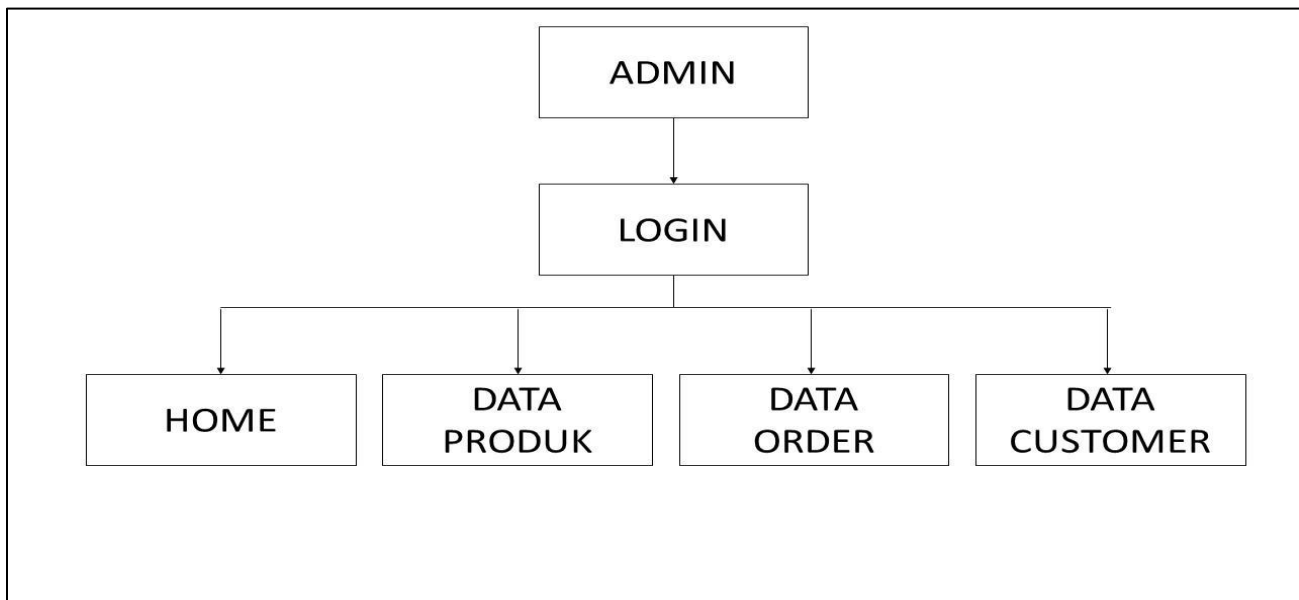 ADMIN
LOGIN
HOME
DATA
PRODUK
DATA
ORDER
DATA
CUSTOMER